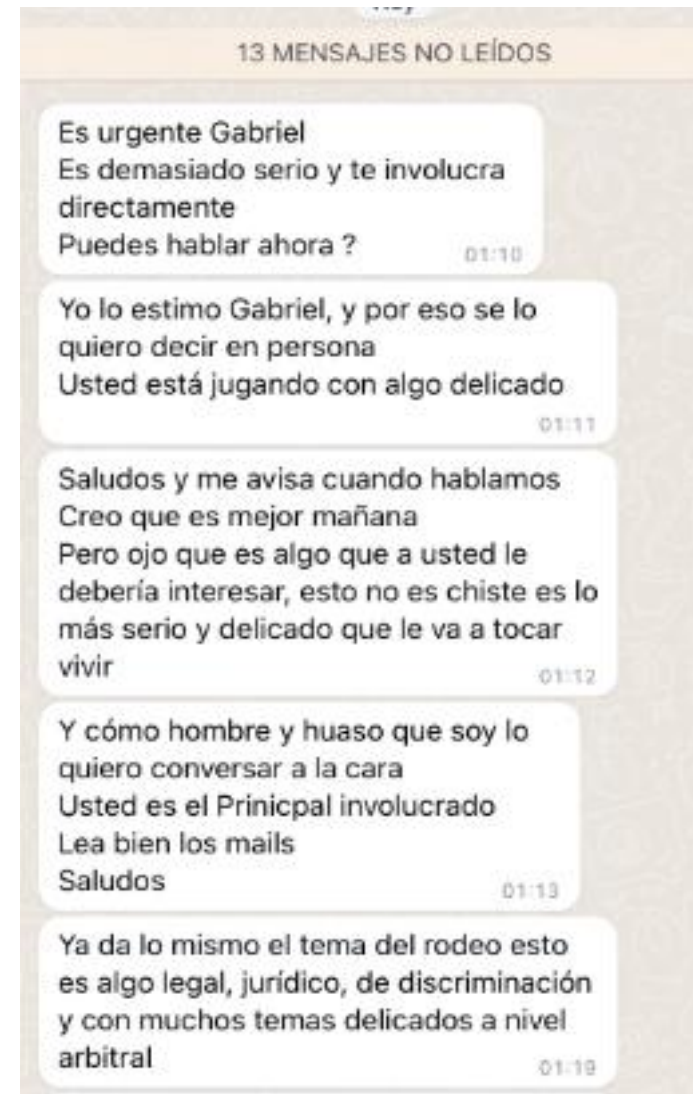 13 MENSAJES NO LEÍDOS
Es urgente Gabriel
Es demasiado serio y te involucra
directamente
Puedes hablar ahora ?
01:10
Yo lo estimo Gabriel, y por eso se lo
quiero decir en persona
Usted está jugando con algo delicado
01:11
Saludos y me avisa cuando hablamos
Creo que es mejor mañana
Pero ojo que es algo que a usted le
debería interesar, esto no es chiste es lo
más serio y delicado que le va a tocar
vivir
01:12
Y cómo hombre y huaso que soy lo
quiero conversar a la cara
Usted es el Prinicpal involucrado
Lea bien los mails
Saludos
01:13
Ya da lo mismo el tema del rodeo esto
es algo legal, jurídico, de discriminación
y con muchos temas delicados a nivel
arbitral
01:19